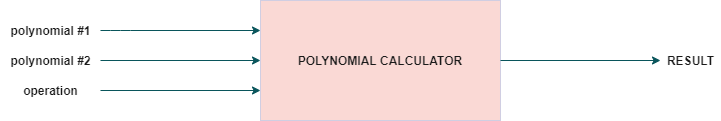 polynomial #1
polynomial #2
operation
POLYNOMIAL CALCULATOR
RESULT